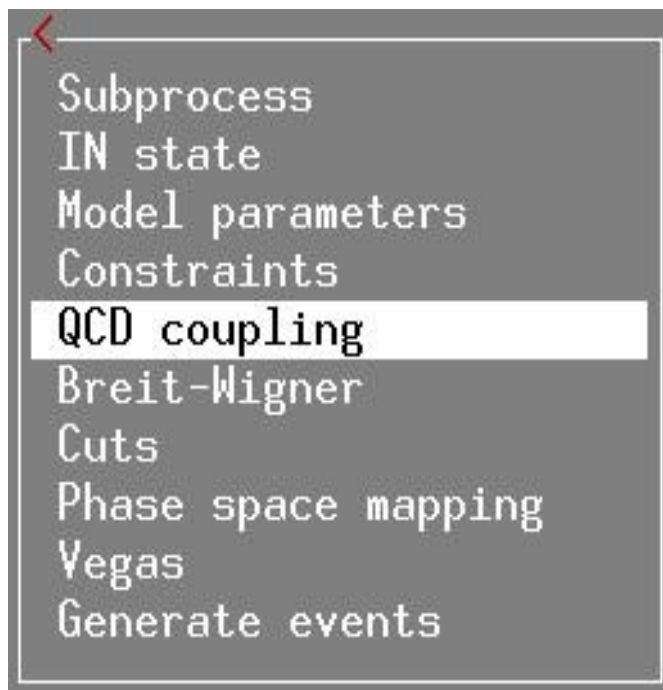 Subprocess
IN state
Model parameters
Constraints
QCD coupling
Breit-Wigner
Cuts
Phase space mapping
Vegas
Generate events